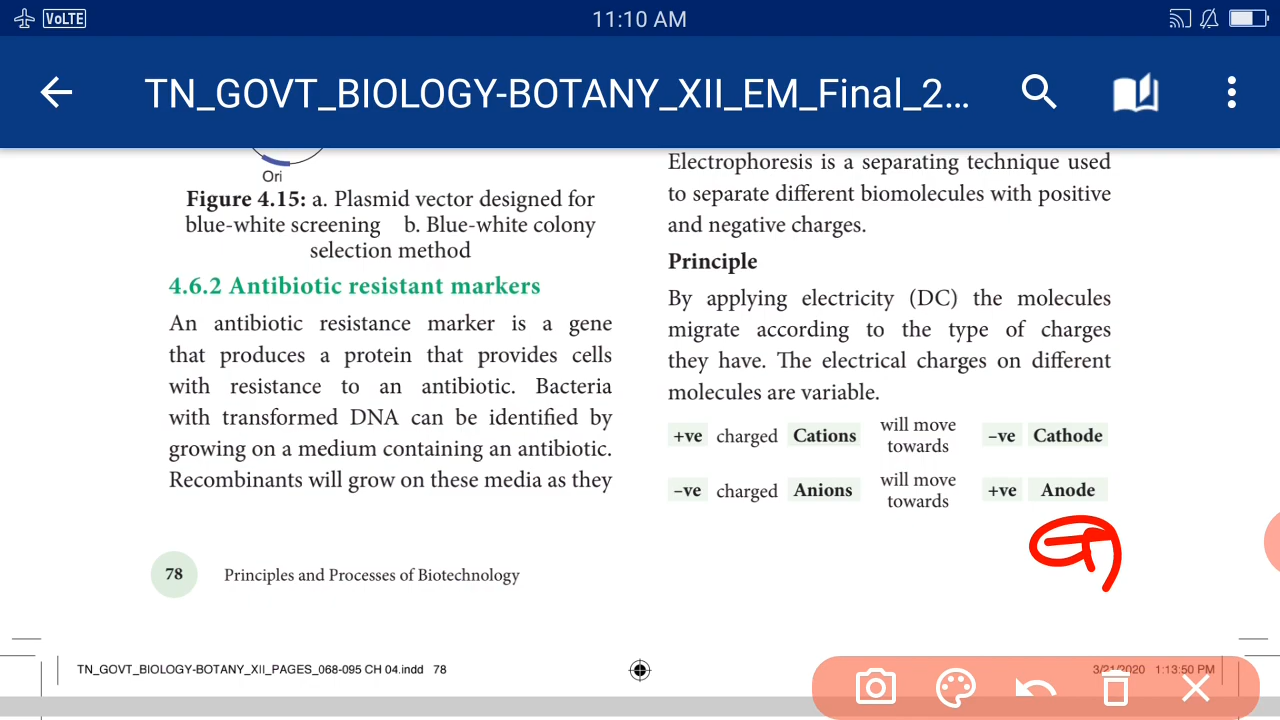 VoLTE
11:10 AM
TN_GOVT_BIOLOGY-BOTANY_XII_EM_Final_2...
Ori
Figure 4.15: a. Plasmid vector designed for
blue-white screening b. Blue-white colony
selection method
4.6.2 Antibiotic resistant markers
An antibiotic resistance marker is a gene
that produces a protein that provides cells
with resistance to an antibiotic. Bacteria
with transformed DNA can be identified by
growing on a medium containing an antibiotic.
Recombinants will grow on these media as they
Electrophoresis is a separating technique used
to separate different biomolecules with positive
and negative charges.
Principle
By applying electricity (DC) the molecules
migrate according to the type of charges
they have. The electrical charges on different
molecules are variable.
+ve charged Cations will move towards –ve Cathode
–ve charged Anions will move towards +ve Anode
78 Principles and Processes of Biotechnology
TN_GOVT_BIOLOGY-BOTANY_XII_PAGES_068-095 CH 04.indd 78
3/21/2020 1:13:50 PM